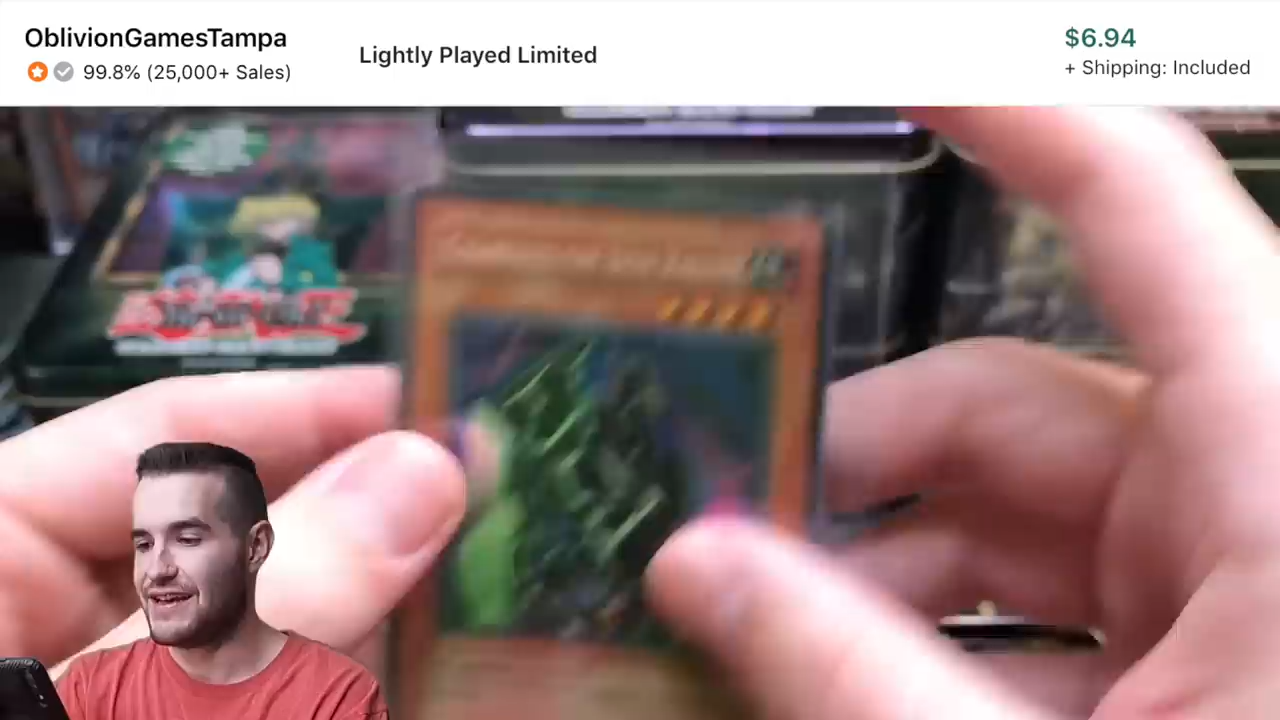 OblivionGamesTampa
99.8% (25,000+ Sales)
Lightly Played Limited
$6.94
+ Shipping: Included